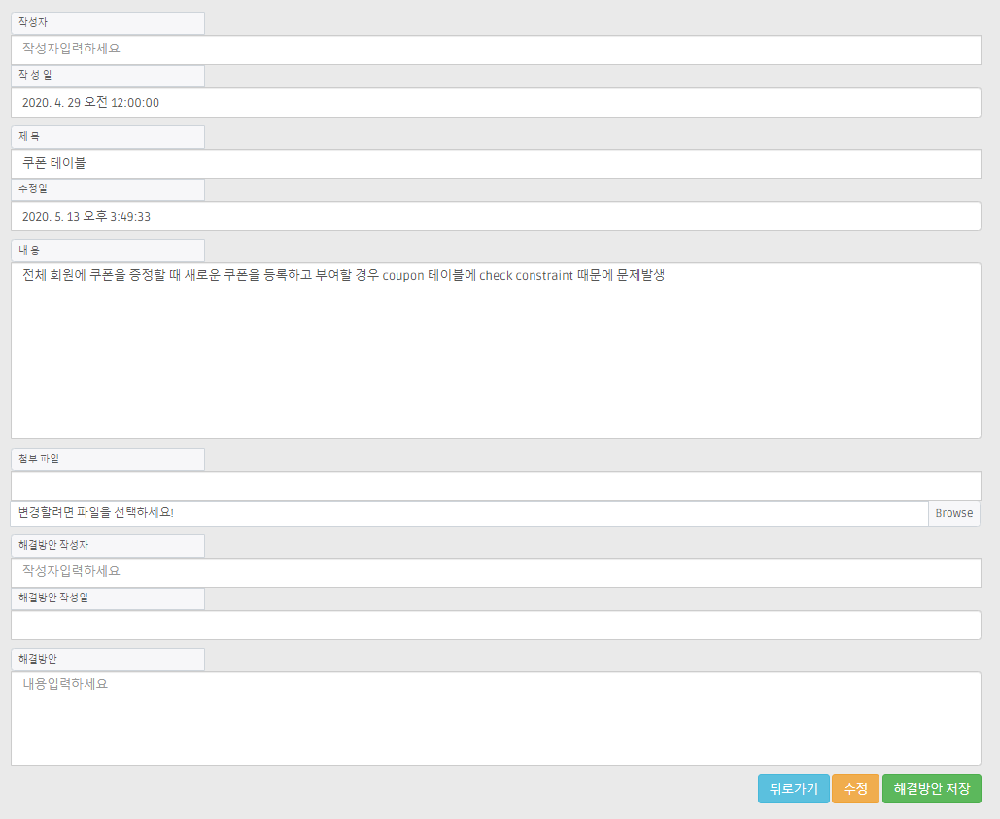 작성자
작성자입력하세요
작 성 일
2020. 4. 29 오전 12:00:00
제 목
쿠폰 테이블
수정일
2020. 5. 13 오후 3:49:33
내 용
전체 회원에 쿠폰을 증정할 때 새로운 쿠폰을 등록하고 부여할 경우 coupon 테이블에 check constraint 때문에 문제발생
첨부 파일
변경할려면 파일을 선택하세요! Browse
해결방안 작성자
작성자입력하세요
해결방안 작성일
해결방안
내용입력하세요
뒤로가기 수정 해결방안 저장